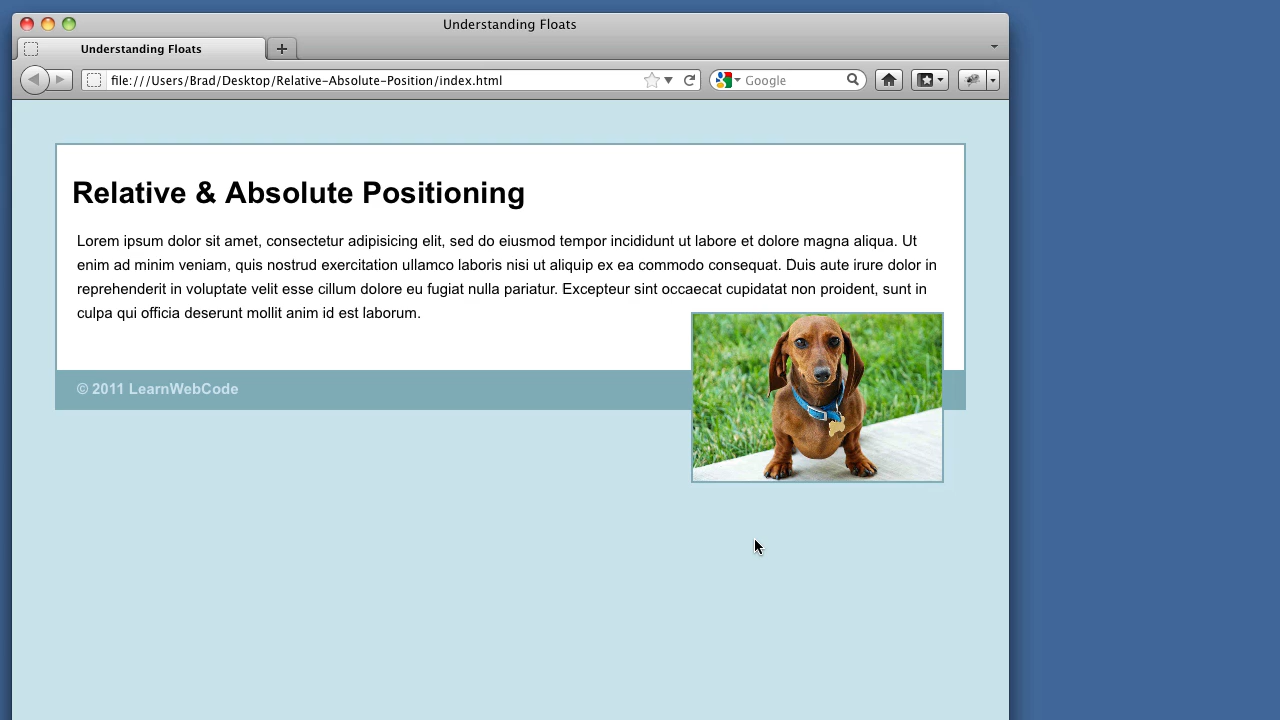 Understanding Floats
Understanding Floats
file:///Users/Brad/Desktop/Relative-Absolute-Position/index.html
Google
Relative & Absolute Positioning
Lorem ipsum dolor sit amet, consectetur adipisicing elit, sed do eiusmod tempor incididunt ut labore et dolore magna aliqua. Ut
enim ad minim veniam, quis nostrud exercitation ullamco laboris nisi ut aliquip ex ea commodo consequat. Duis aute irure dolor in
reprehenderit in voluptate velit esse cillum dolore eu fugiat nulla pariatur. Excepteur sint occaecat cupidatat non proident, sunt in
culpa qui officia deserunt mollit anim id est laborum.
© 2011 LearnWebCode